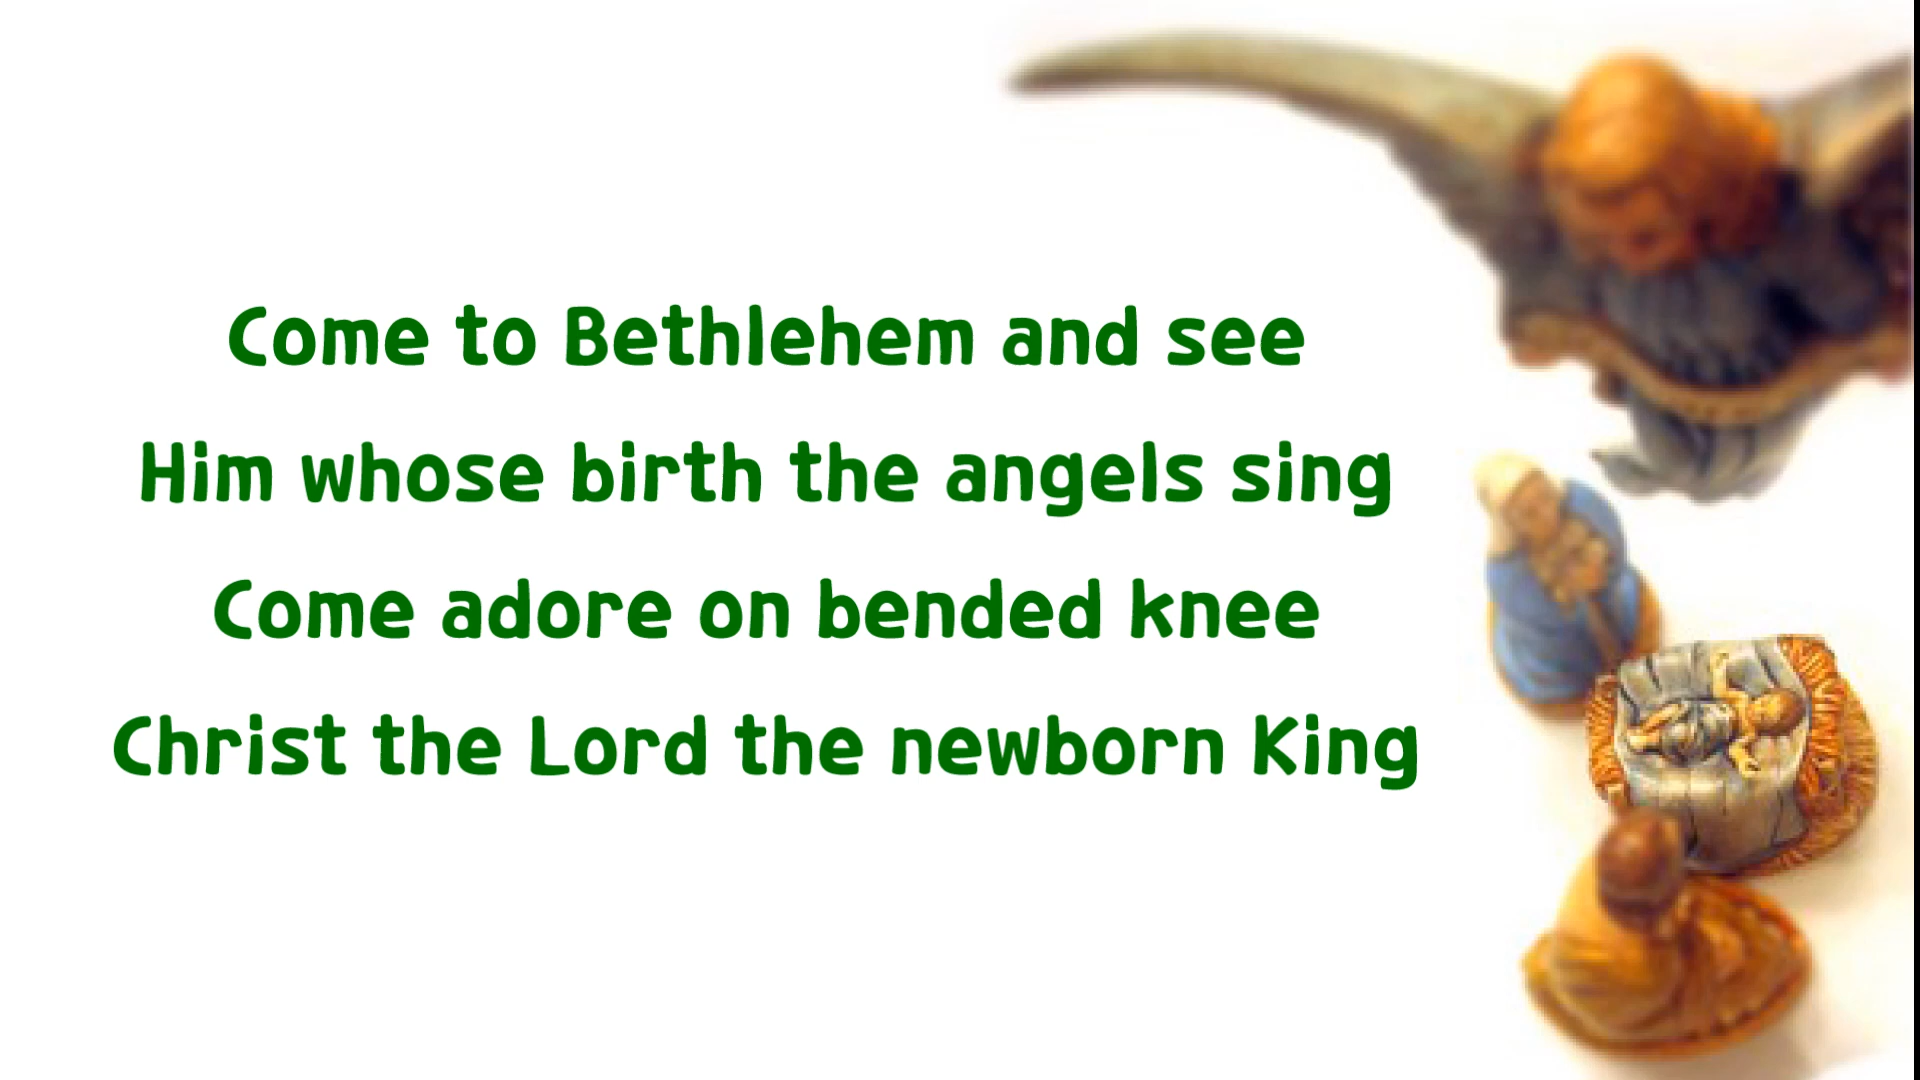 Come to Bethlehem and see
Him whose birth the angels sing
Come adore on bended knee
Christ the Lord the newborn King